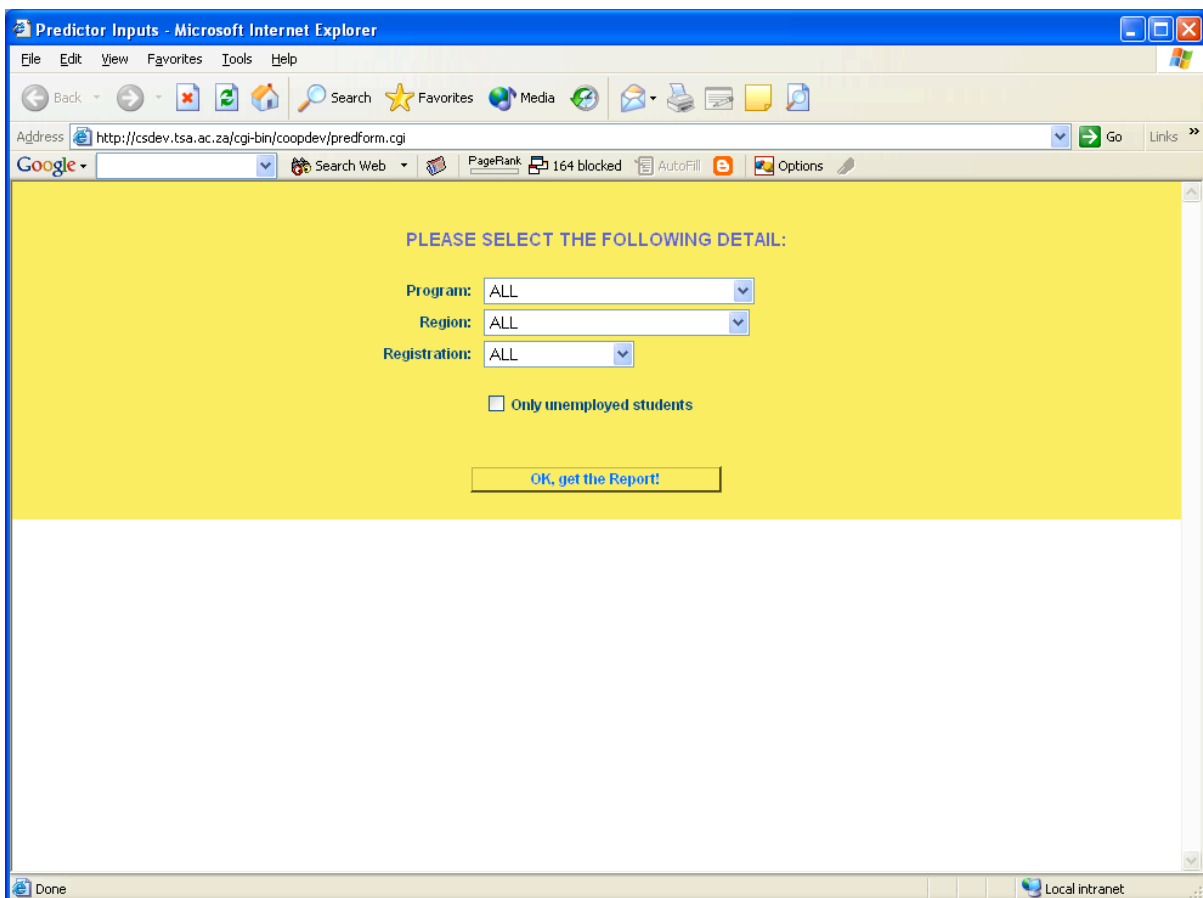 Predictor Inputs - Microsoft Internet Explorer
File Edit View Favorites Tools Help
Back Search Favorites Media
Address http://csdev.tsa.ac.za/cgi-bin/coopdev/predform.cgi Go Links »
Google Search Web PageRank 164 blocked AutoFill Options
PLEASE SELECT THE FOLLOWING DETAIL:
Program: ALL
Region: ALL
Registration: ALL
Only unemployed students
OK, get the Report!
Done Local intranet